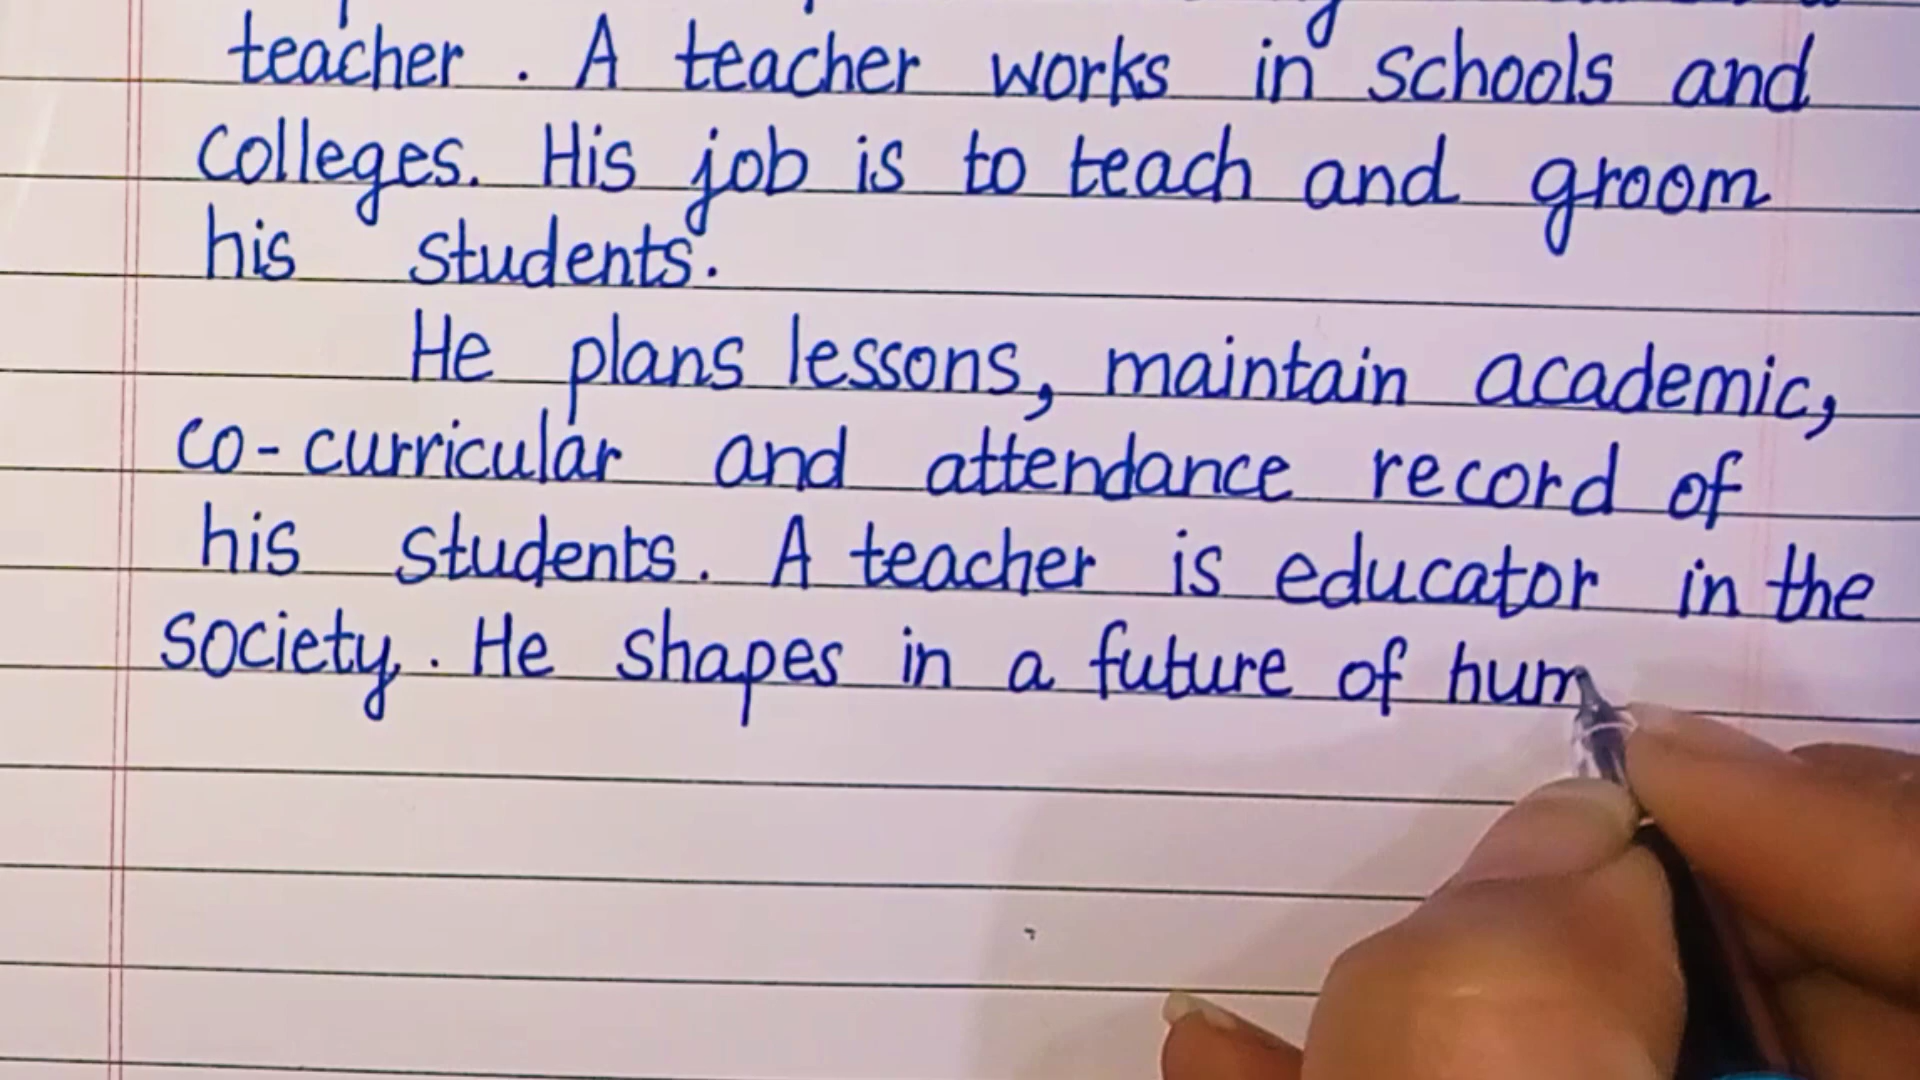 teacher. A teacher works in schools and
colleges. His job is to teach and groom
his students.
He plans lessons, maintain academic,
co-curricular and attendance record of
his students. A teacher is educator in the
society. He shapes in a future of hum